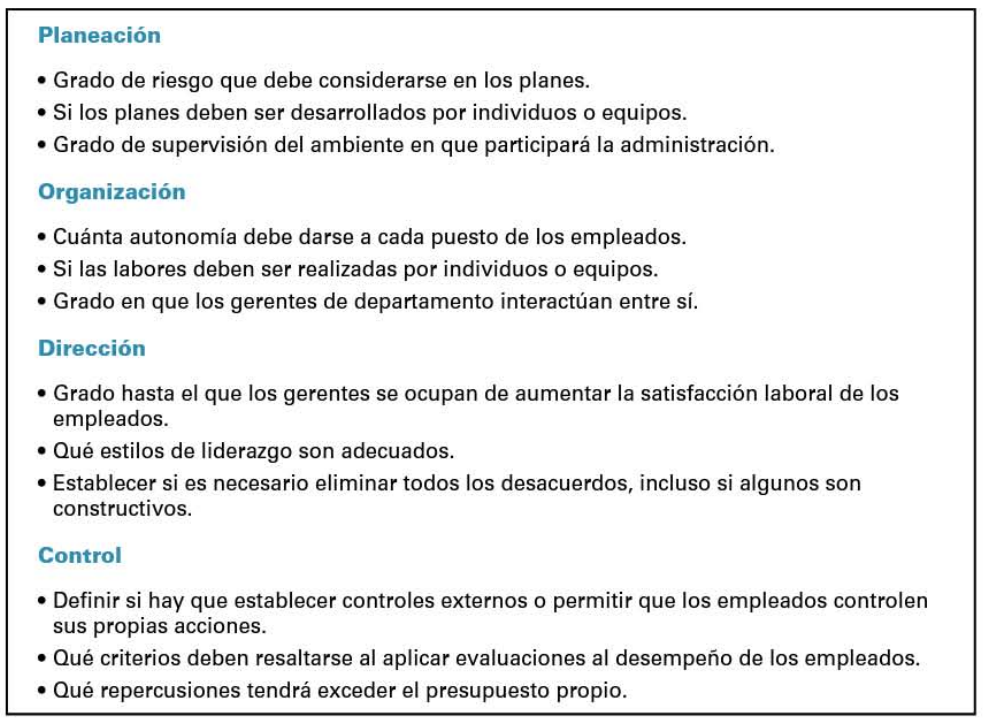 Planeación
• Grado de riesgo que debe considerarse en los planes.
• Si los planes deben ser desarrollados por individuos o equipos.
• Grado de supervisión del ambiente en que participará la administración.
Organización
• Cuánta autonomía debe darse a cada puesto de los empleados.
• Si las labores deben ser realizadas por individuos o equipos.
• Grado en que los gerentes de departamento interactúan entre sí.
Dirección
• Grado hasta el que los gerentes se ocupan de aumentar la satisfacción laboral de los
empleados.
• Qué estilos de liderazgo son adecuados.
• Establecer si es necesario eliminar todos los desacuerdos, incluso si algunos son
constructivos.
Control
• Definir si hay que establecer controles externos o permitir que los empleados controlen
sus propias acciones.
• Qué criterios deben resaltarse al aplicar evaluaciones al desempeño de los empleados.
• Qué repercusiones tendrá exceder el presupuesto propio.